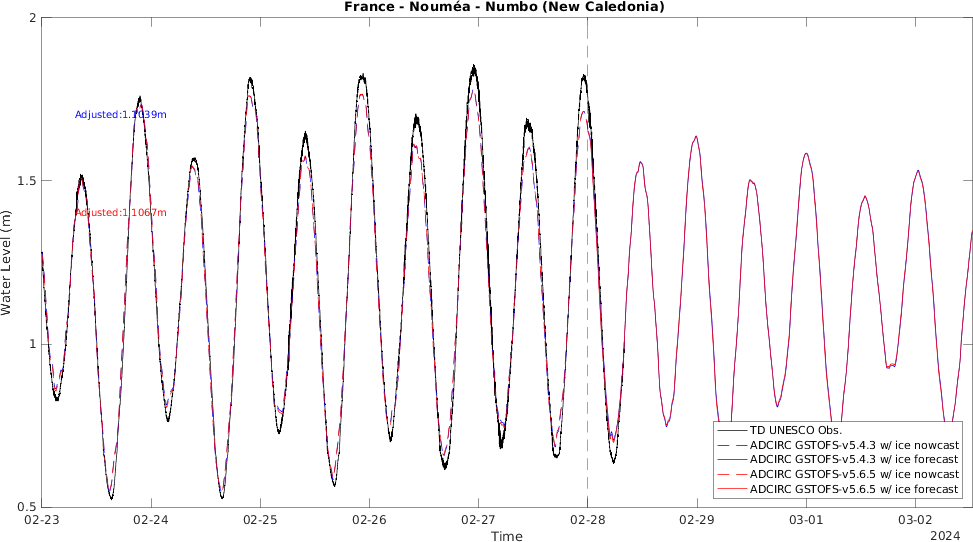 France - Nouméa - Numbo (New Caledonia)
2
Adjusted:1.1039m
1.5
Adjusted:1.1067m
Water Level (m)
1
TD UNESCO Obs.
ADCIRC GSTOFS-v5.4.3 w/ ice nowcast
ADCIRC GSTOFS-v5.4.3 w/ ice forecast
ADCIRC GSTOFS-v5.6.5 w/ ice nowcast
ADCIRC GSTOFS-v5.6.5 w/ ice forecast
0.5
02-23 02-24 02-25 02-26 02-27 02-28 02-29 03-01 03-02
Time
2024